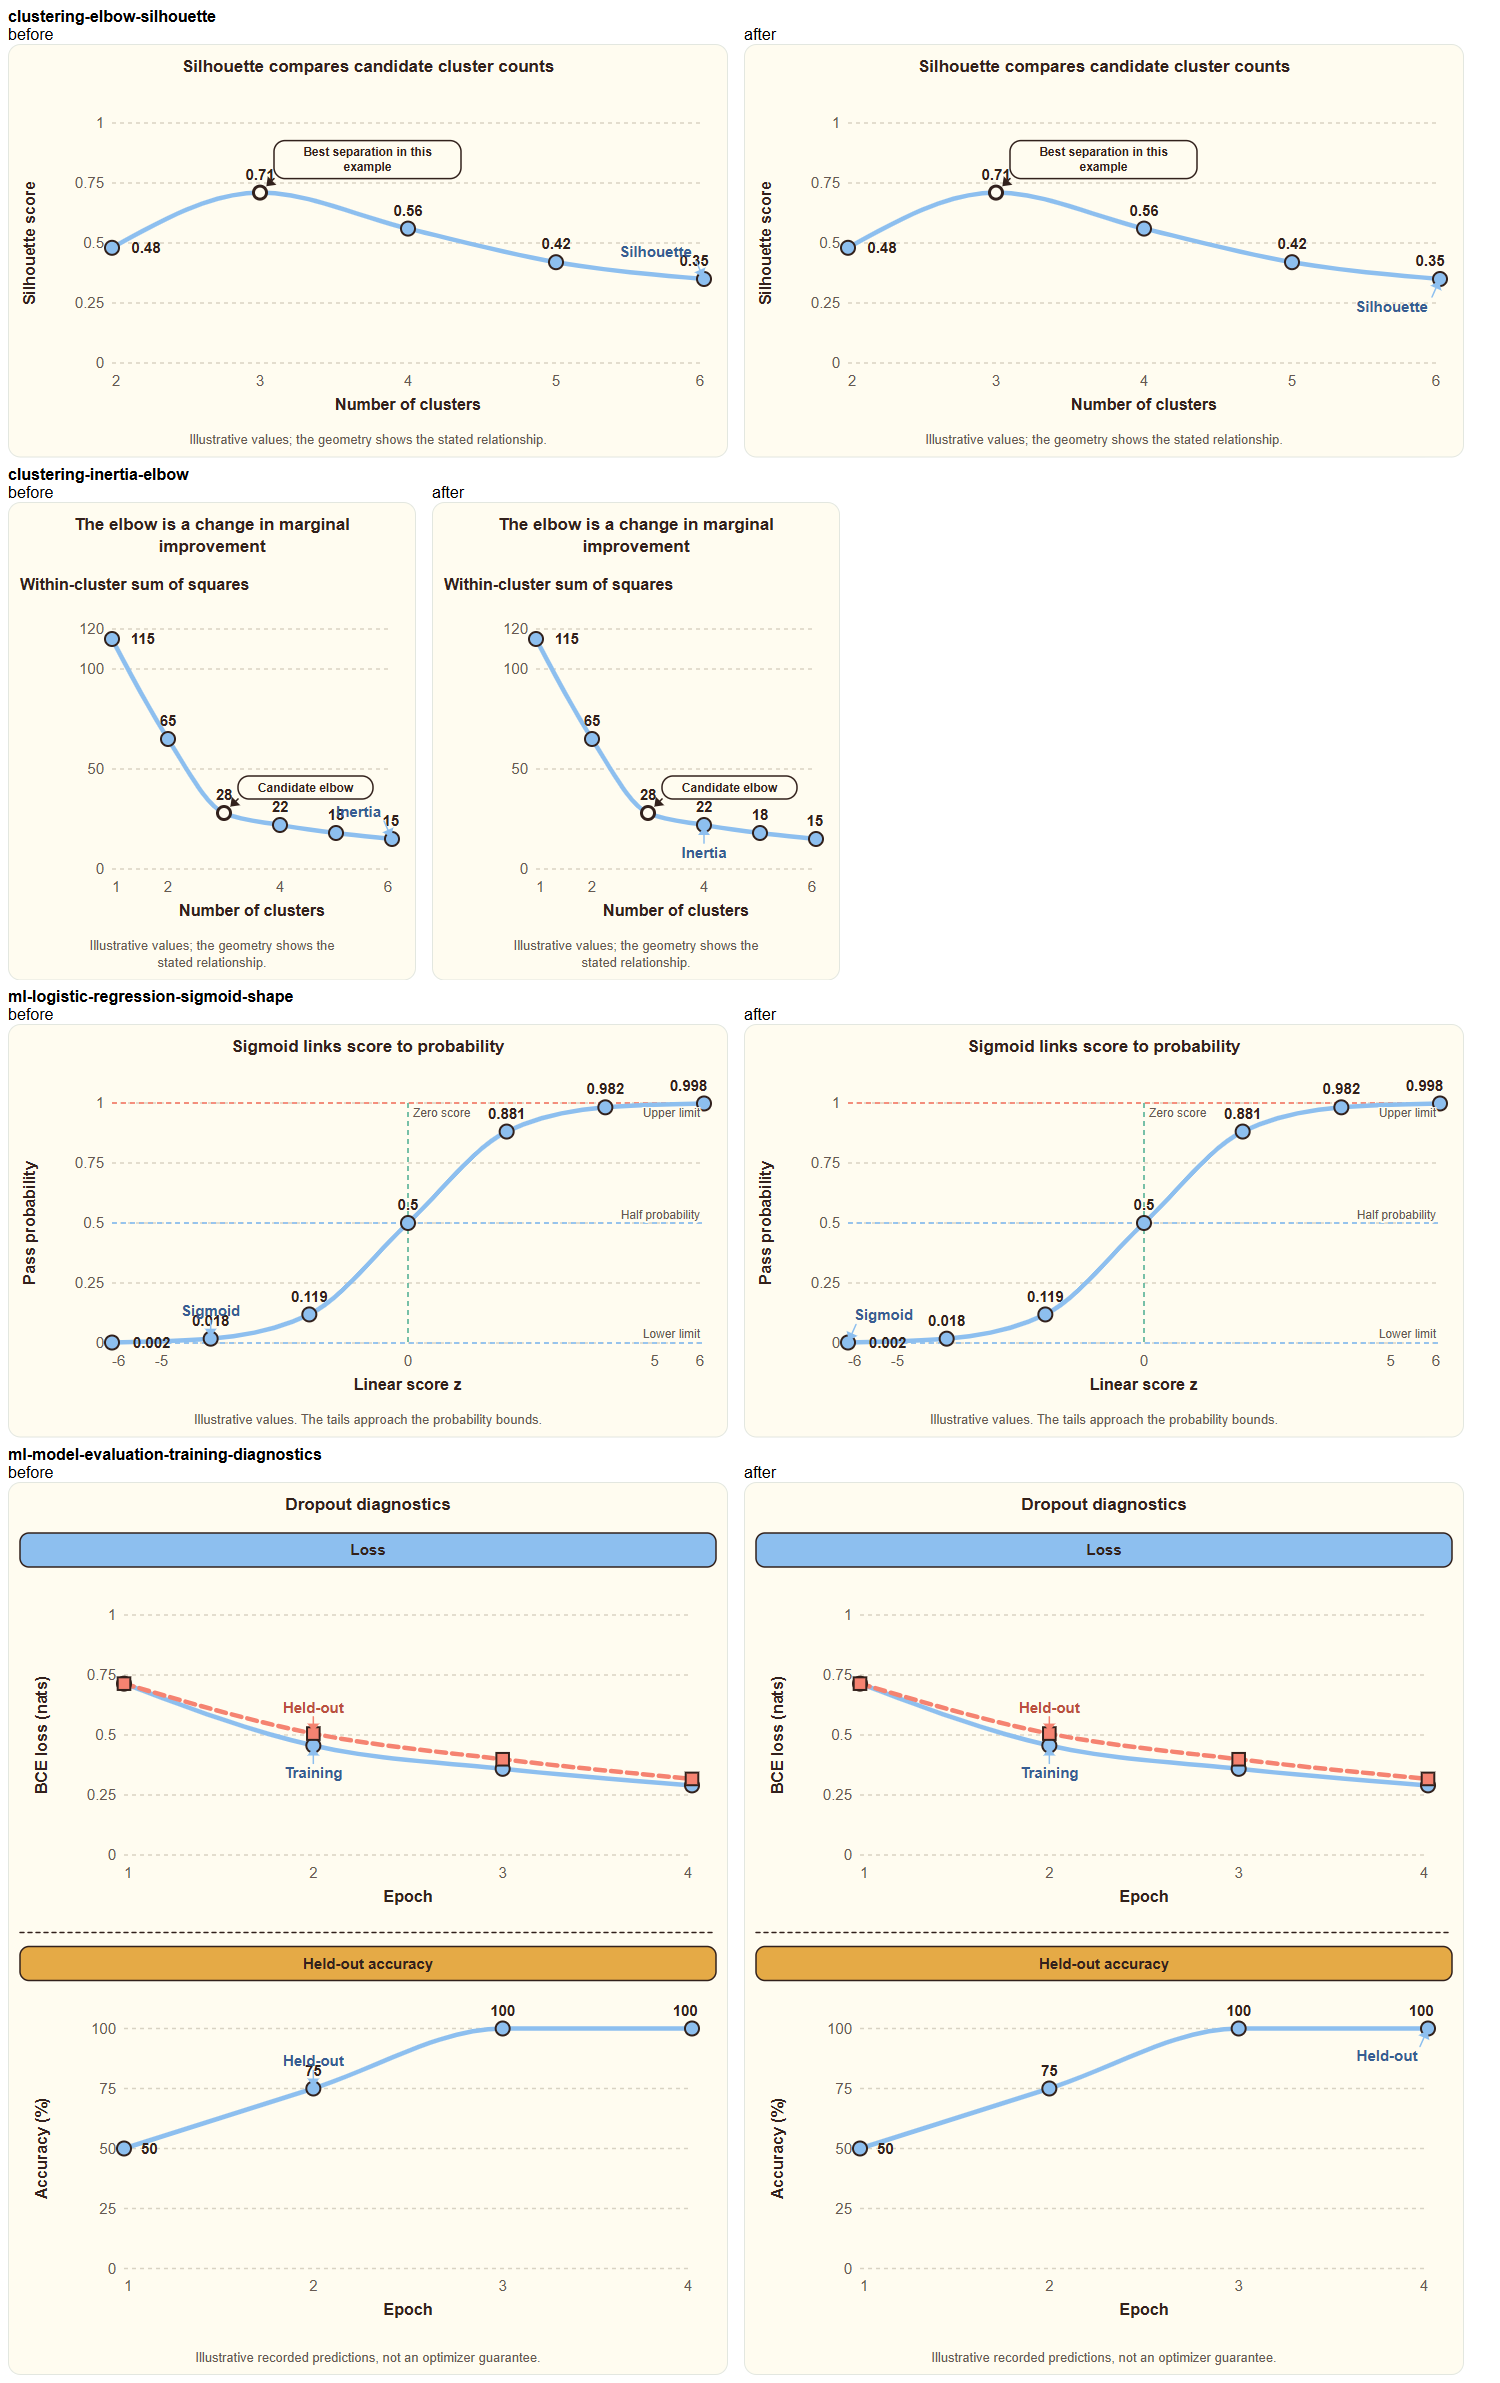 clustering-elbow-silhouette
before
Silhouette compares candidate cluster counts
1
0.75
0.5
0.25
0
Silhouette score
Best separation in this
example
0.71
0.48
0.56
0.42
Silhouette
0.35
2 3 4 5 6
Number of clusters
Illustrative values; the geometry shows the stated relationship.
after
Silhouette compares candidate cluster counts
1
0.75
0.5
0.25
0
Silhouette score
Best separation in this
example
0.71
0.48
0.56
0.42
0.35
Silhouette
2 3 4 5 6
Number of clusters
Illustrative values; the geometry shows the stated relationship.
clustering-inertia-elbow
before
The elbow is a change in marginal
improvement
Within-cluster sum of squares
120
100
50
0
115
65
28
Candidate elbow
22
18
Inertia
15
1 2 4 6
Number of clusters
Illustrative values; the geometry shows the
stated relationship.
after
The elbow is a change in marginal
improvement
Within-cluster sum of squares
120
100
50
0
115
65
28
Candidate elbow
22
18
15
Inertia
1 2 4 6
Number of clusters
Illustrative values; the geometry shows the
stated relationship.
ml-logistic-regression-sigmoid-shape
before
Sigmoid links score to probability
1
0.75
0.5
0.25
0
Pass probability
0.998
0.982
Zero score
0.881
Upper limit
0.5
Half probability
0.119
Sigmoid
0.018
0.002
Lower limit
-6 -5 0 5 6
Linear score z
Illustrative values. The tails approach the probability bounds.
after
Sigmoid links score to probability
1
0.75
0.5
0.25
0
Pass probability
0.998
0.982
Zero score
0.881
Upper limit
0.5
Half probability
0.119
Sigmoid
0.018
0.002
Lower limit
-6 -5 0 5 6
Linear score z
Illustrative values. The tails approach the probability bounds.
ml-model-evaluation-training-diagnostics
before
Dropout diagnostics
Loss
1
0.75
0.5
0.25
0
BCE loss (nats)
Held-out
Training
1 2 3 4
Epoch
Held-out accuracy
100
75
50
25
0
Accuracy (%)
100
100
Held-out
75
50
1 2 3 4
Epoch
Illustrative recorded predictions, not an optimizer guarantee.
after
Dropout diagnostics
Loss
1
0.75
0.5
0.25
0
BCE loss (nats)
Held-out
Training
1 2 3 4
Epoch
Held-out accuracy
100
75
50
25
0
Accuracy (%)
100
100
Held-out
75
50
1 2 3 4
Epoch
Illustrative recorded predictions, not an optimizer guarantee.